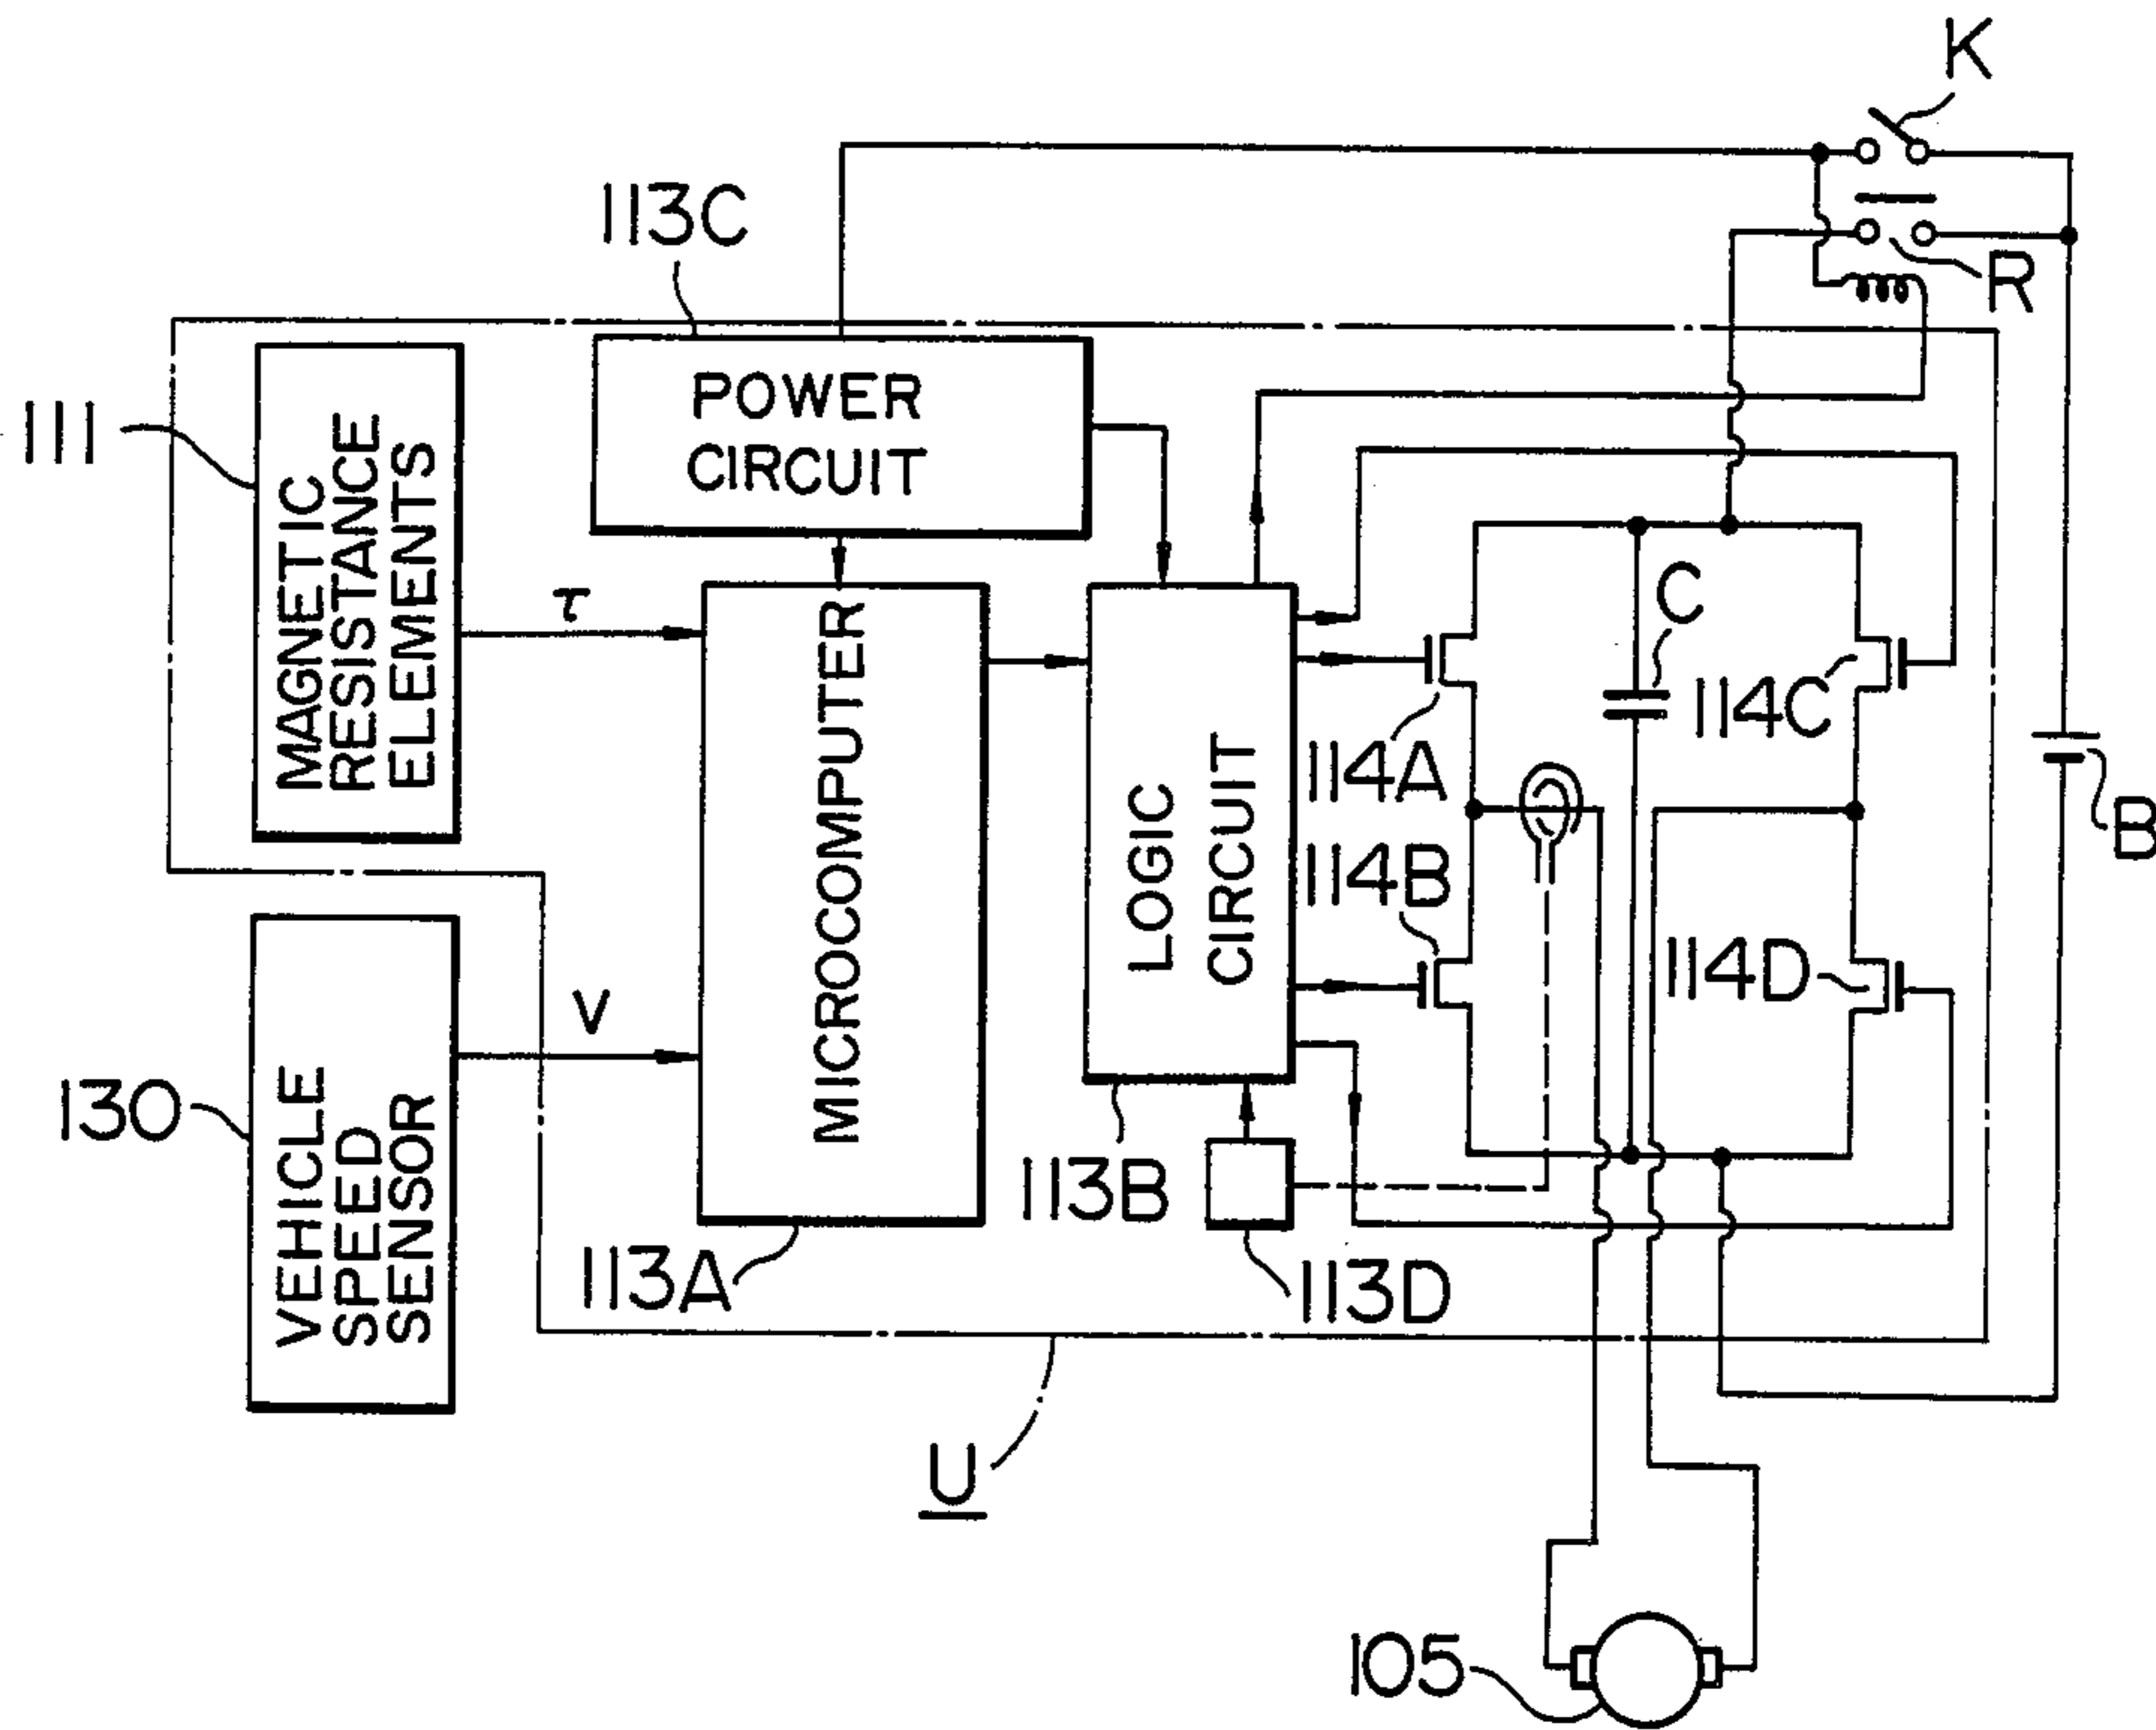 K
113C
R
111
POWER
CIRCUIT
MAGNETIC
RESISTANCE
ELEMENTS
τ
MICROCOMPUTER
LOGIC
CIRCUIT
C
114C
114A
B
114B
114D
V
130
VEHICLE
SPEED
SENSOR
113B
113A
113D
U
105